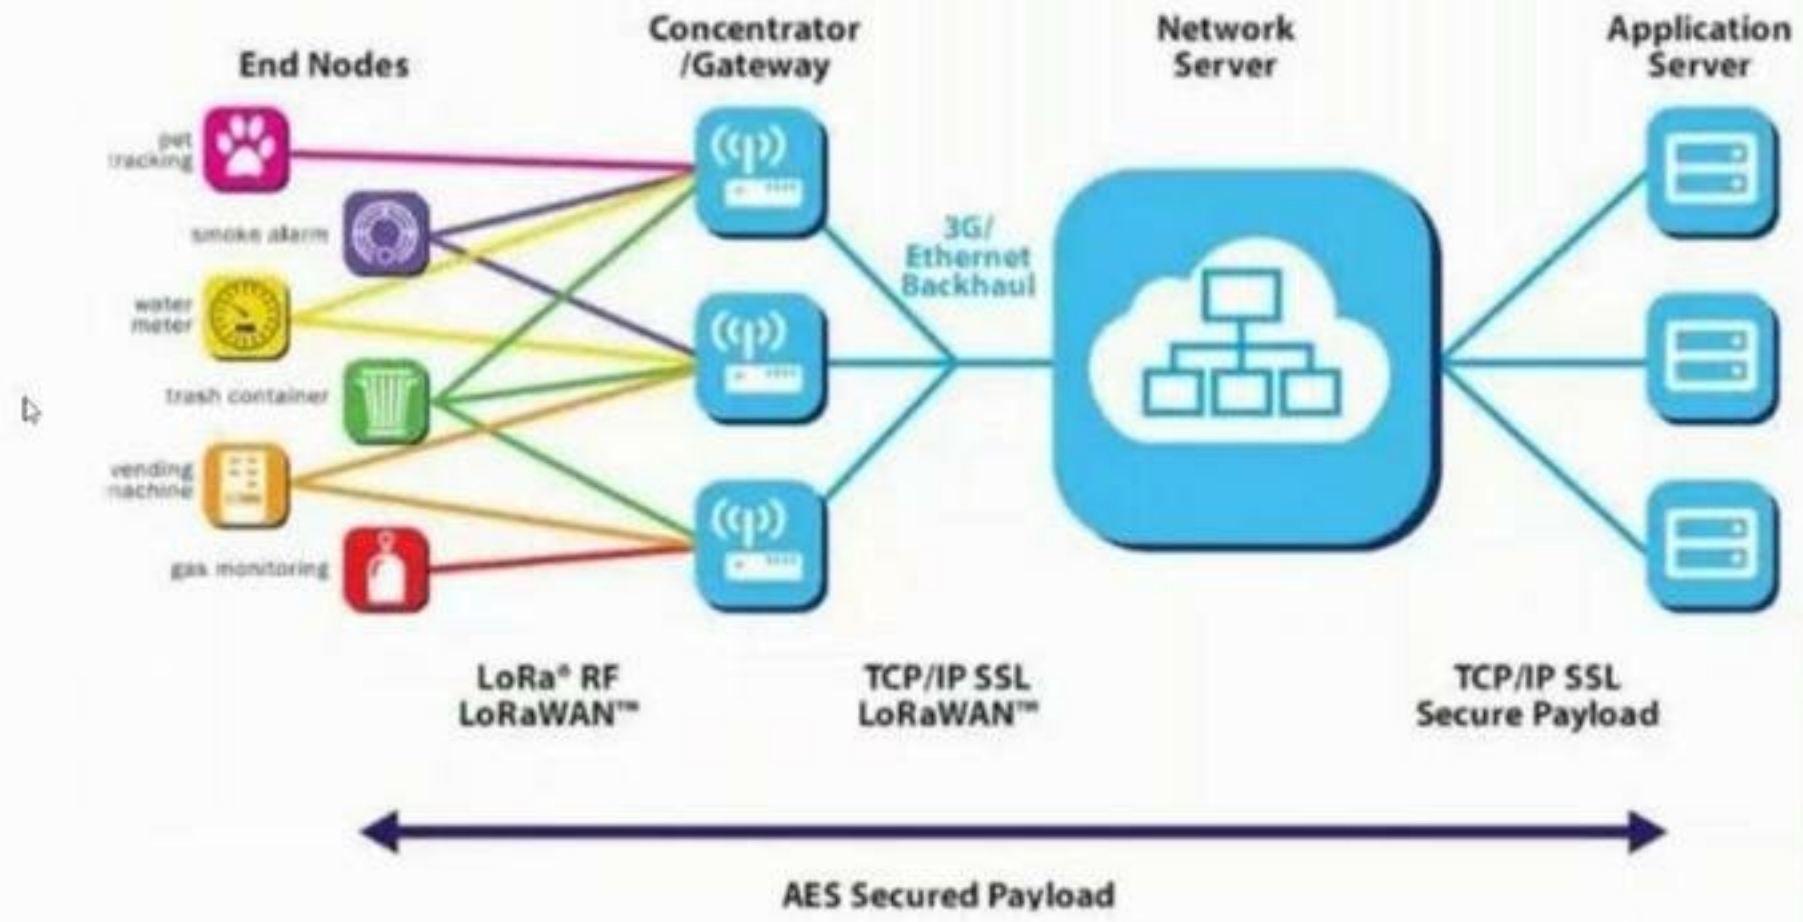 End Nodes
Concentrator
/Gateway
Network
Server
Application
Server
pet
tracking
smoke alarm
water
meter
trash container
vending
machine
gas monitoring
3G/
Ethernet
Backhaul
LoRa® RF
LoRaWAN™
TCP/IP SSL
LoRaWAN™
TCP/IP SSL
Secure Payload
AES Secured Payload